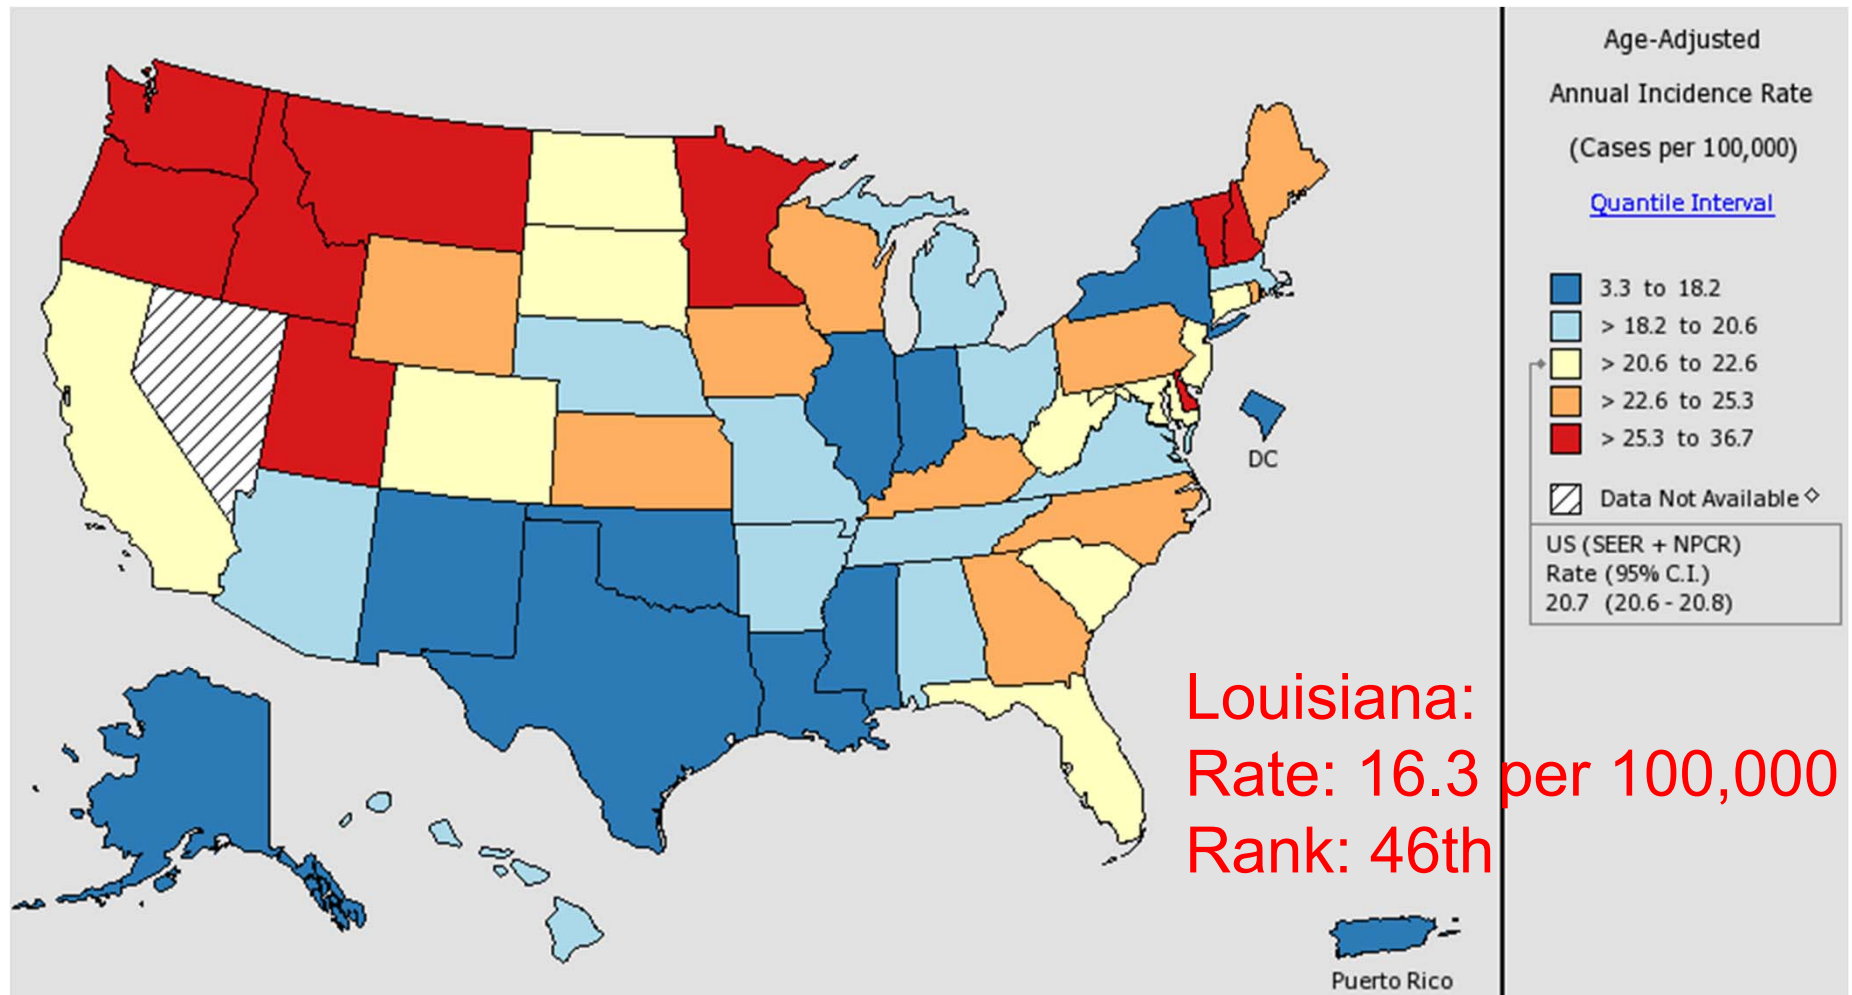 Age-Adjusted
Annual Incidence Rate
(Cases per 100,000)
Quantile Interval
3.3 to 18.2
> 18.2 to 20.6
> 20.6 to 22.6
> 22.6 to 25.3
> 25.3 to 36.7
Data Not Available ◇
US (SEER + NPCR)
Rate (95% C.I.)
20.7 (20.6 - 20.8)
DC
Louisiana:
Rate: 16.3 per 100,000
Rank: 46th
Puerto Rico